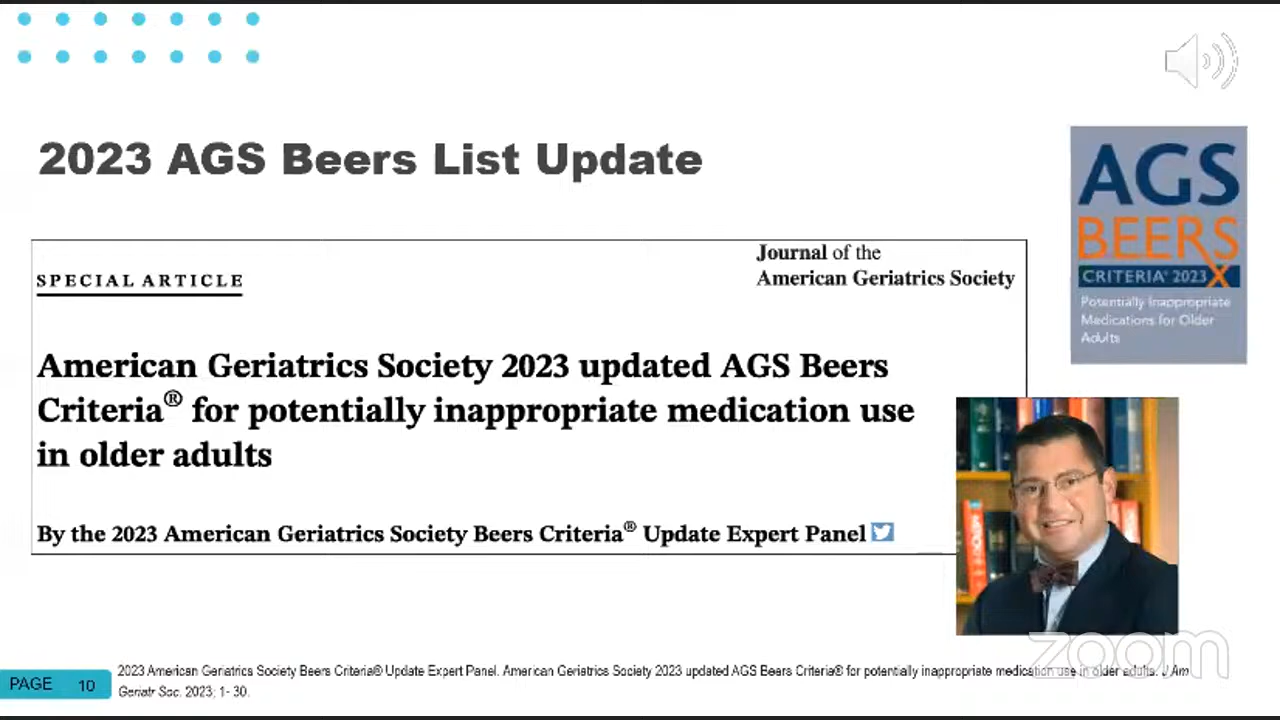 2023 AGS Beers List Update
AGS
BEERS
CRITERIA® 2023
Potentially Inappropriate
Medications for Older
Adults
SPECIAL ARTICLE
Journal of the
American Geriatrics Society
American Geriatrics Society 2023 updated AGS Beers
Criteria® for potentially inappropriate medication use
in older adults
By the 2023 American Geriatrics Society Beers Criteria® Update Expert Panel
zoom
PAGE 10
2023 American Geriatrics Society Beers Criteria® Update Expert Panel. American Geriatrics Society 2023 updated AGS Beers Criteria® for potentially inappropriate medication use in older adults. J Am
Geriatr Soc. 2023; 1- 30.